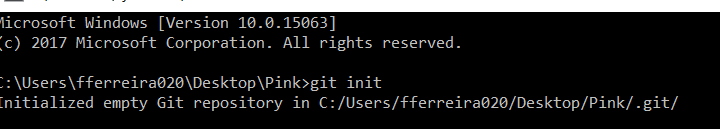 Microsoft Windows [Version 10.0.15063]
(c) 2017 Microsoft Corporation. All rights reserved.
C:\Users\fferreira020\Desktop\Pink>git init
Initialized empty Git repository in C:/Users/fferreira020/Desktop/Pink/.git/